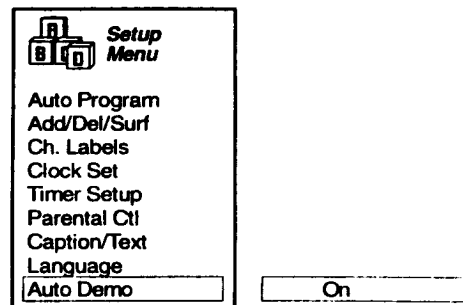 A
B C D
Setup
Menu
Auto Program
Add/Del/Surf
Ch. Labels
Clock Set
Timer Setup
Parental Ctl
Caption/Text
Language
Auto Demo On